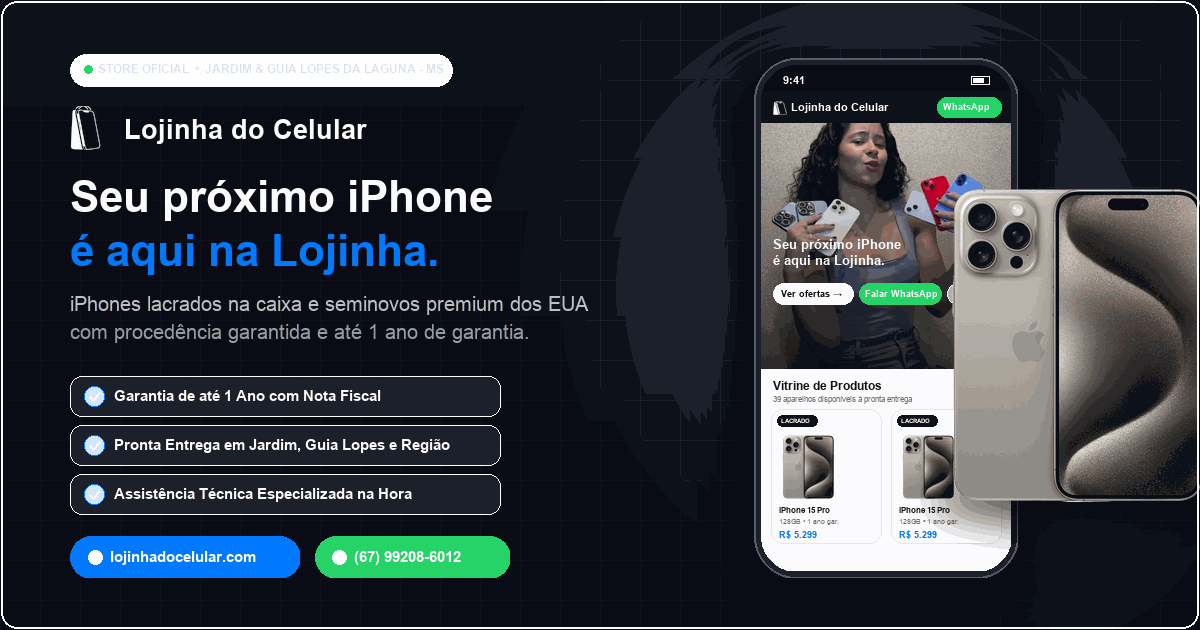 STORE OFICIAL • JARDIM & GUIA LOPES DA LAGUNA - MS
Lojinha do Celular
Seu próximo iPhone
é aqui na Lojinha.
iPhones lacrados na caixa e seminovos premium dos EUA
com procedência garantida e até 1 ano de garantia.
Garantia de até 1 Ano com Nota Fiscal
Pronta Entrega em Jardim, Guia Lopes e Região
Assistência Técnica Especializada na Hora
lojinhadocelular.com
(67) 99208-6012
9:41
Lojinha do Celular
WhatsApp
Seu próximo iPhone
é aqui na Lojinha.
Ver ofertas →
Falar WhatsApp
Vitrine de Produtos
39 aparelhos disponíveis à pronta entrega
LACRADO
LACRADO
iPhone 15 Pro
iPhone 15 Pro
128GB • 1 ano gar.
128GB • 1 ano gar.
R$ 5.299
R$ 5.299